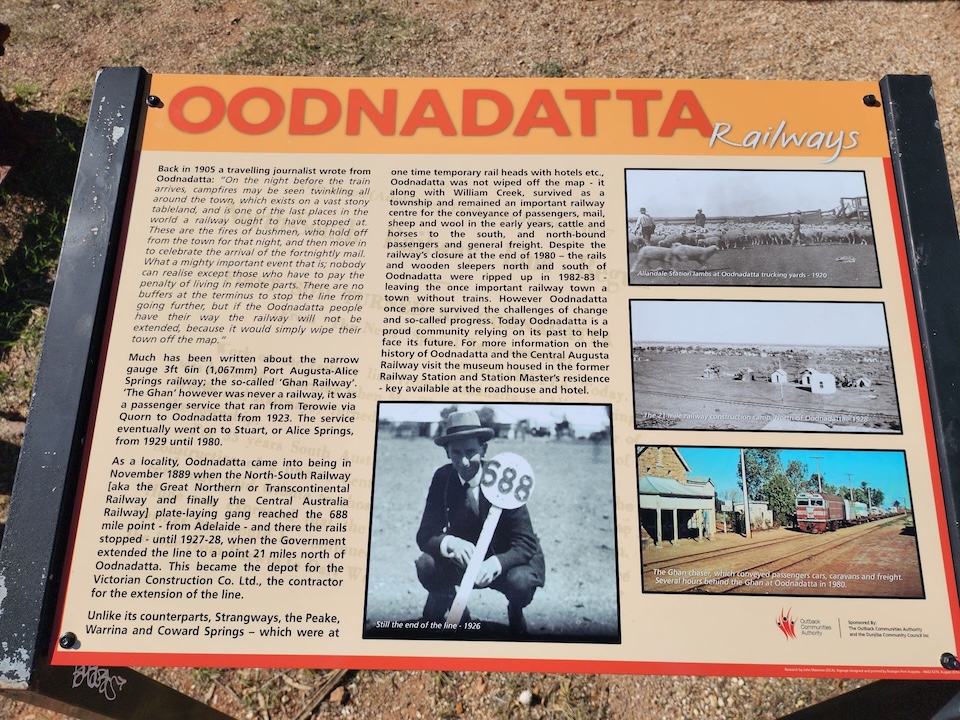 OODNADATTA
Railways
Back in 1905 a travelling journalist wrote from
Oodnadatta: "On the night before the train
arrives, campfires may be seen twinkling all
around the town, which exists on a vast stony
tableland, and is one of the last places in the
world a railway ought to have stopped at.
These are the fires of bushmen, who hold off
from the town for that night, and then move in
to celebrate the arrival of the fortnightly mail.
What a mighty important event that is; nobody
can realise except those who have to pay the
penalty of living in remote parts. There are no
buffers at the terminus to stop the line from
going further, but if the Oodnadatta people
have their way the railway will not be
extended, because it would simply wipe their
town off the map."
Much has been written about the narrow
gauge 3ft 6in (1,067mm) Port Augusta-Alice
Springs railway; the so-called 'Ghan Railway'.
'The Ghan' however was never a railway, it was
a passenger service that ran from Terowie via
Quorn to Oodnadatta from 1923. The service
eventually went on to Stuart, or Alice Springs,
from 1929 until 1980.
As a locality, Oodnadatta came into being in
November 1889 when the North-South Railway
[aka the Great Northern or Transcontinental
Railway and finally the Central Australia
Railway] plate-laying gang reached the 688
mile point - from Adelaide - and there the rails
stopped - until 1927-28, when the Government
extended the line to a point 21 miles north of
Oodnadatta. This became the depot for the
Victorian Construction Co. Ltd., the contractor
for the extension of the line.
Unlike its counterparts, Strangways, the Peake,
Warrina and Coward Springs – which were at
one time temporary rail heads with hotels etc.,
Oodnadatta was not wiped off the map - it
along with William Creek, survived as a
township and remained an important railway
centre for the conveyance of passengers, mail,
sheep and wool in the early years, cattle and
horses to the south, and north-bound
passengers and general freight. Despite the
railway's closure at the end of 1980 – the rails
and wooden sleepers north and south of
Oodnadatta were ripped up in 1982-83 -
leaving the once important railway town a
town without trains. However Oodnadatta
once more survived the challenges of change
and so-called progress. Today Oodnadatta is a
proud community relying on its past to help
face its future. For more information on the
history of Oodnadatta and the Central Augusta
Railway visit the museum housed in the former
Railway Station and Station Master's residence
- key available at the roadhouse and hotel.
688
Still the end of the line - 1926
Allandale Station lambs at Oodnadatta trucking yards - 1920
The 21 mile railway construction camp, North of Oodnadatta in 1928
The Ghan chaser, which conveyed passengers cars, caravans and freight.
Several hours behind the Ghan at Oodnadatta in 1980.
Outback
Communities
Authority
Sponsored By:
The Outback Communities Authority
and the Dunjiba Community Council Inc